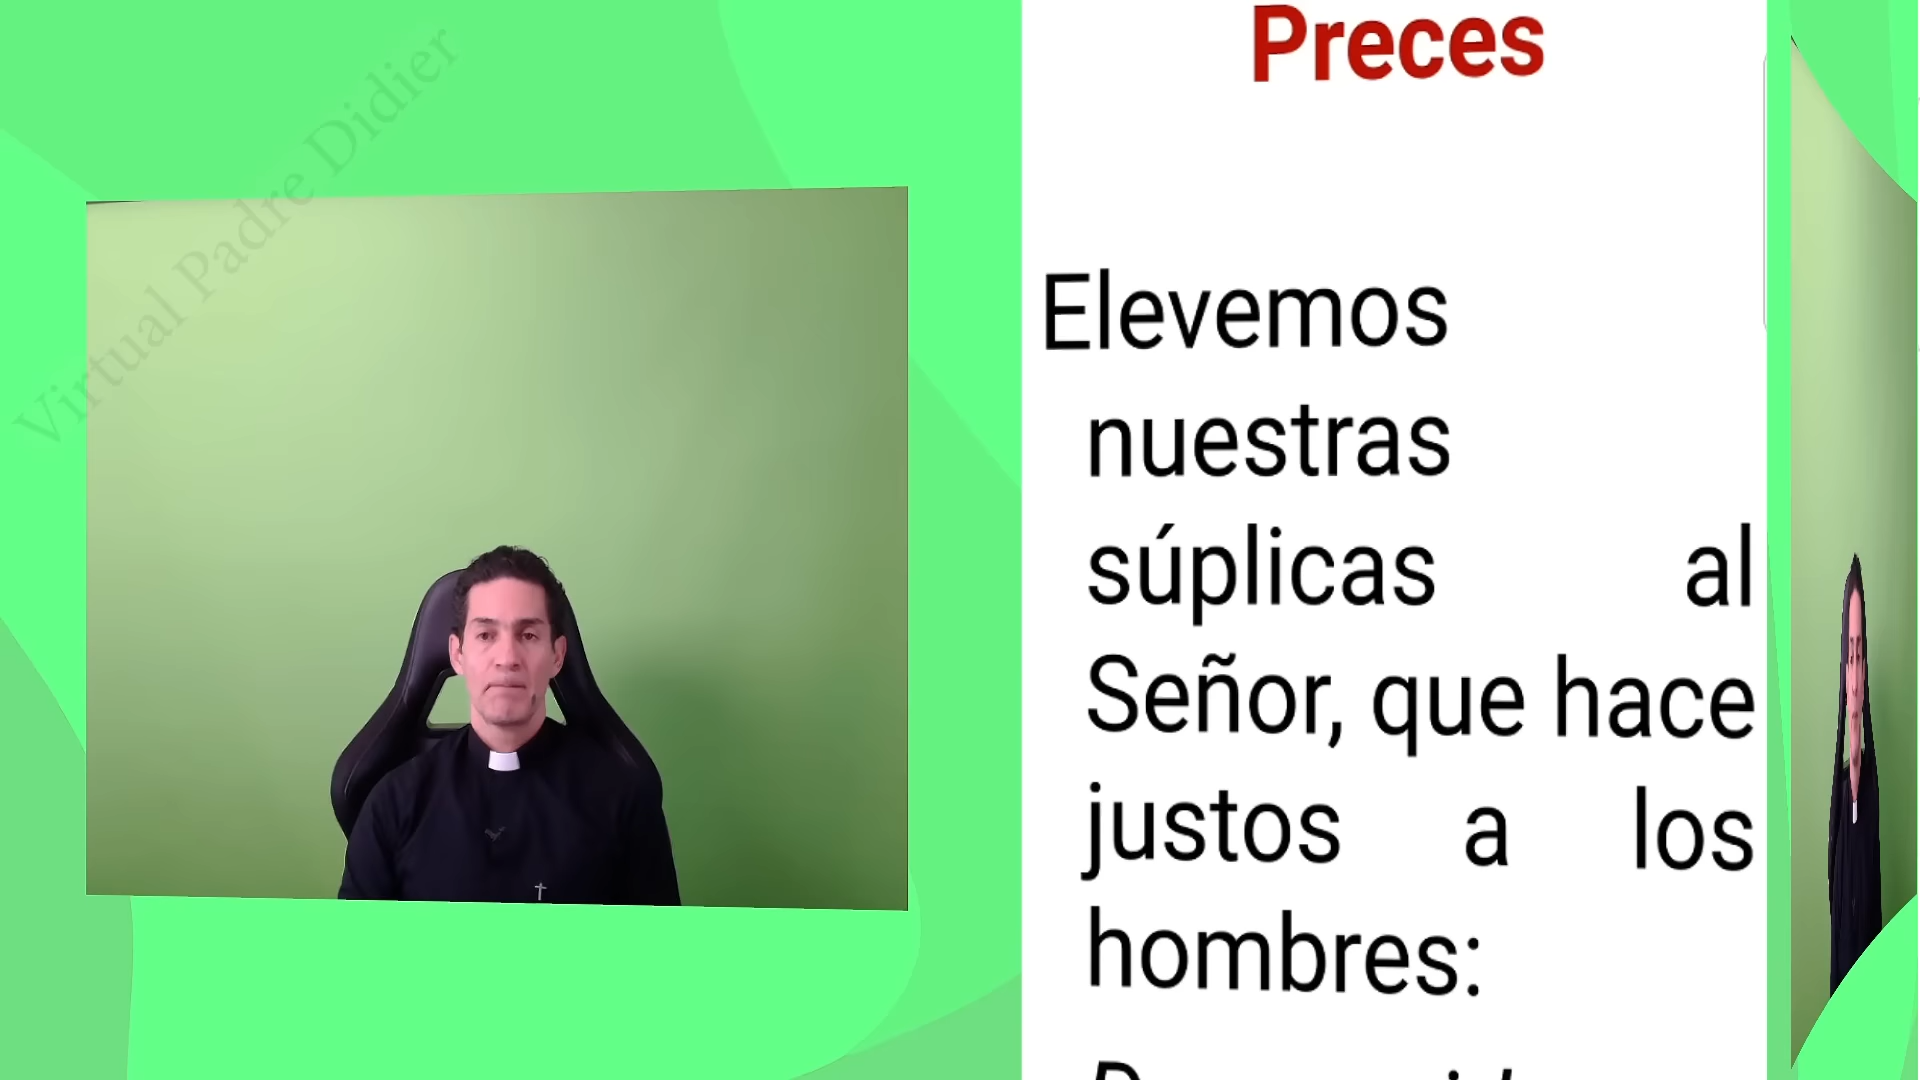 Virtual Padre Didier
Preces
Elevemos
nuestras
súplicas al
Señor, que hace
justos a los
hombres: